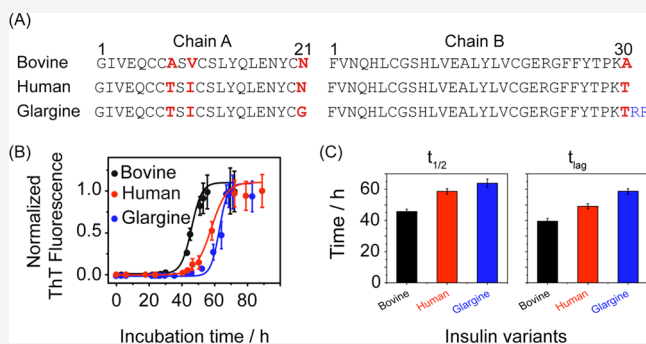 (A)
Chain A Chain B
1 21 1 30
Bovine GIVEQCCASVCSLYQLENYCN FVNQHLCGSHLVEALYLVCGERGFFYTPKA
Human GIVEQCCTSICSLYQLENYCN FVNQHLCGSHLVEALYLVCGERGFFYTPKT
Glargine GIVEQCCTSICSLYQLENYCG FVNQHLCGSHLVEALYLVCGERGFFYTPKTRR
(B)
Normalized
ThT Fluorescence
1.0
0.5
0.0
Bovine
Human
Glargine
0 20 40 60 80 100
Incubation time / h
(C)
t1/2 tlag
Time / h
60
40
20
0
Bovine Human Glargine Bovine Human Glargine
Insulin variants